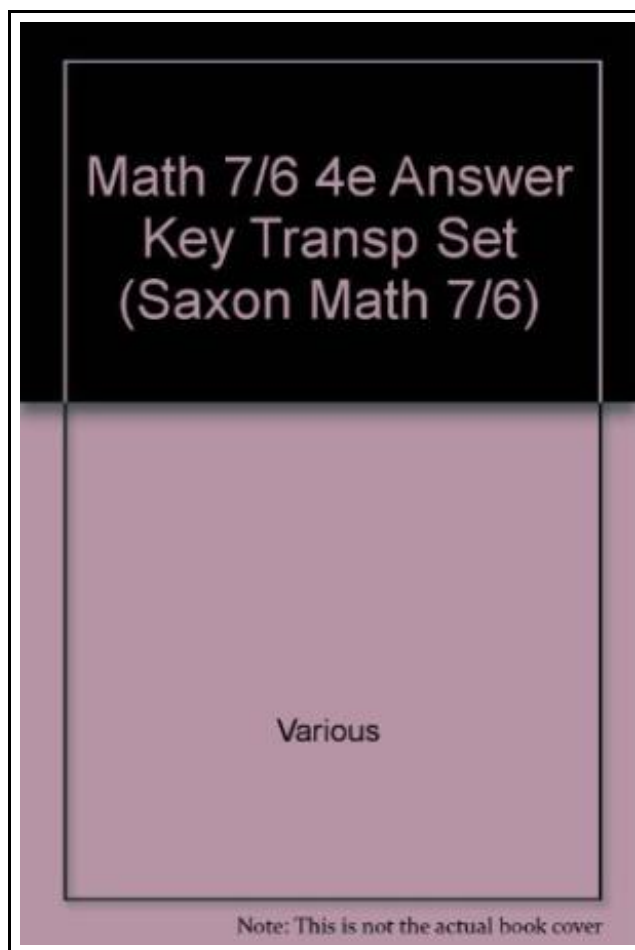 Math 7/6 4e Answer
Key Transp Set
(Saxon Math 7/6)
Various
Note: This is not the actual book cover